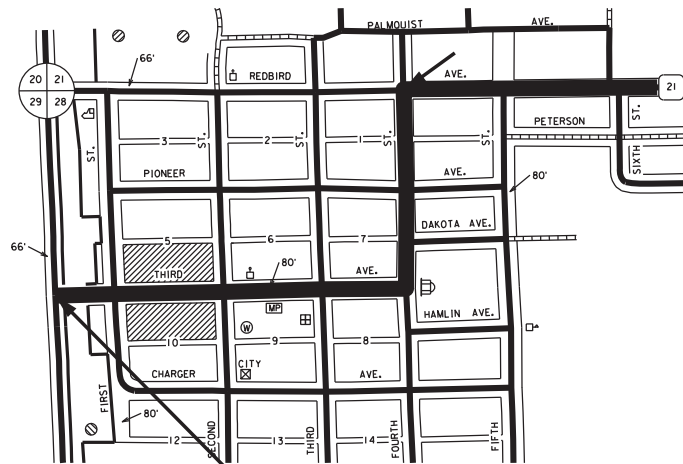 PALMQUIST AVE.
66'
20 21
29 28
REDBIRD AVE.
21
ST.
3
ST.
2
ST.
1
ST.
PETERSON
ST.
SIXTH
PIONEER AVE.
80'
DAKOTA AVE.
66'
5
6
7
THIRD AVE.
80'
MP
HAMLIN AVE.
W
10
9
8
CITY
CHARGER AVE.
FIRST
80'
SECOND
THIRD
FOURTH
FIFTH
12
13
14